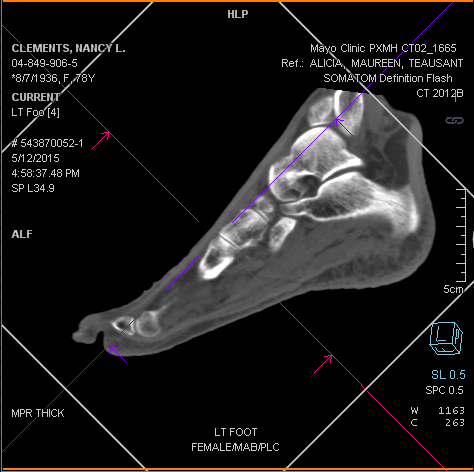 HLP
CLEMENTS, NANCY L.
04-849-906-5
*8/7/1936, F, 78Y
CURRENT
LT Foo [4]
# 543870052-1
5/12/2015
4:58:37.48 PM
SP L34.9
Mayo Clinic PXMH CT02_1665
Ref.: ALICIA, MAUREEN, TEAUSANT
SOMATOM Definition Flash
CT 2012B
ALF
5cm
SL 0.5
SPC 0.5
W 1163
C 263
MPR THICK
LT FOOT
FEMALE/MAB/PLC